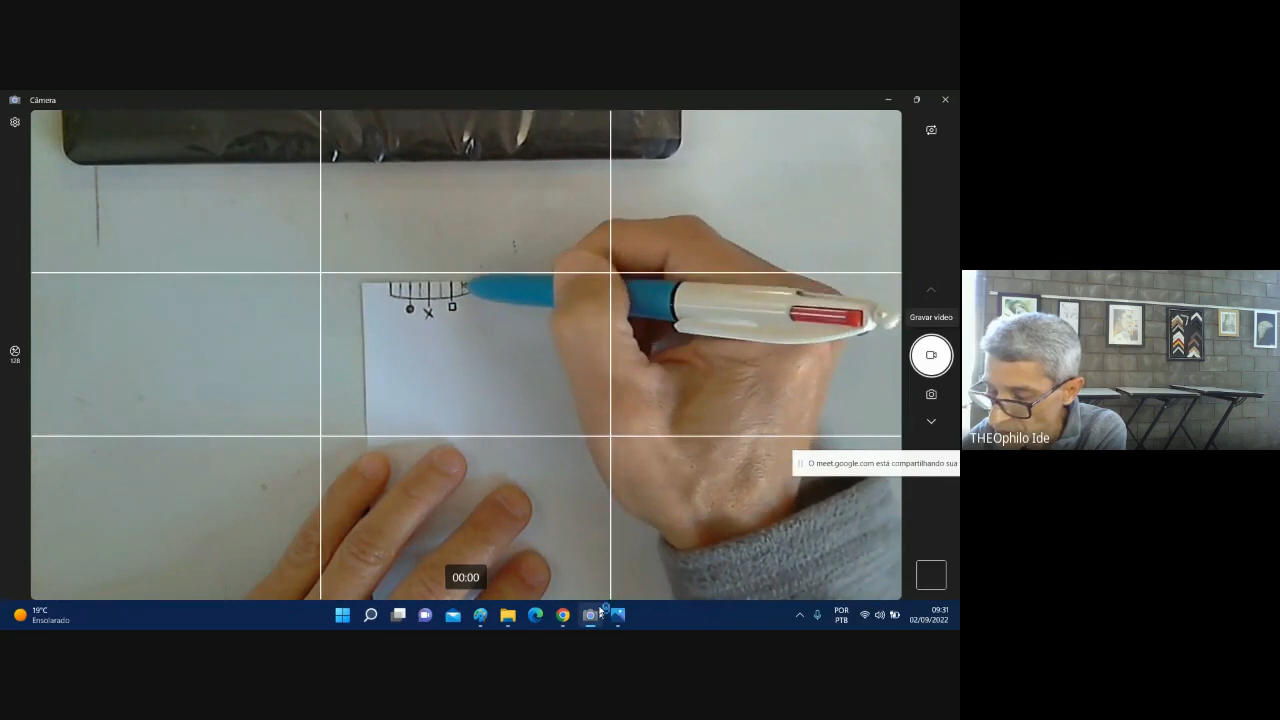 Câmera
Gravar vídeo
128
THEOphilo Ide
O meet.google.com está compartilhando sua
00:00
19°C
Ensolarado
POR
PTB
09:31
02/09/2022